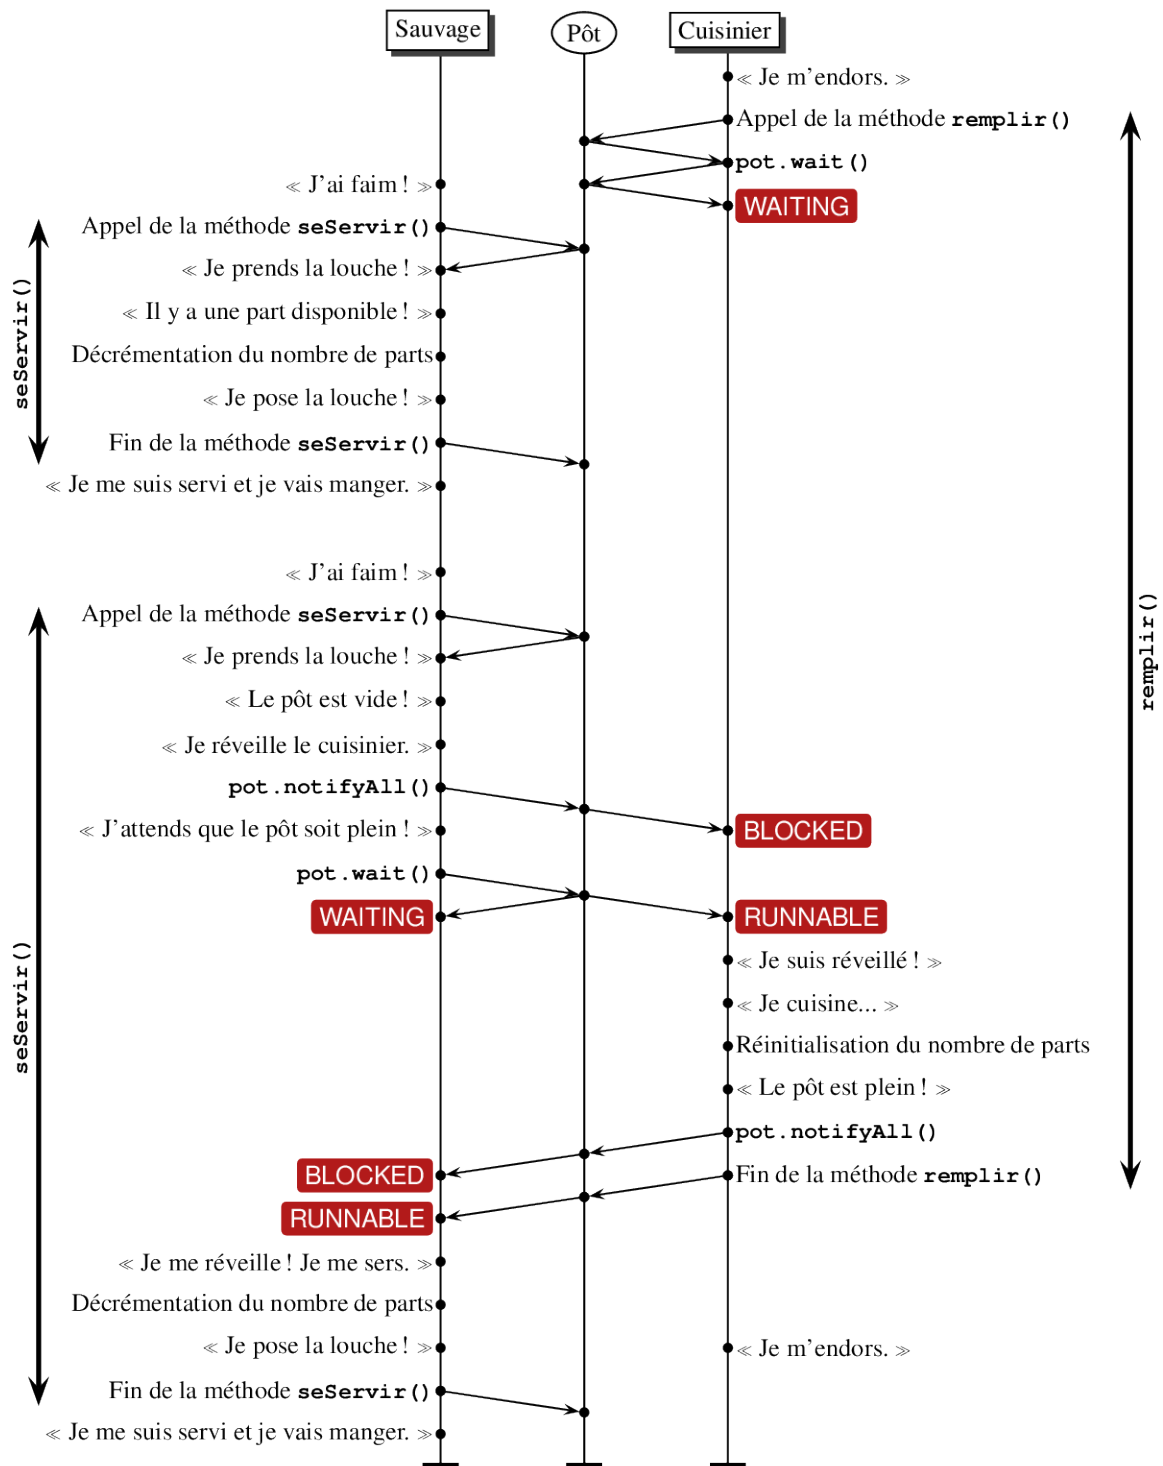 Sauvage
Pôt
Cuisinier
≪ Je m'endors. ≫
Appel de la méthode remplir()
pot.wait()
≪ J'ai faim ! ≫
WAITING
Appel de la méthode seServir()
≪ Je prends la louche ! ≫
≪ Il y a une part disponible ! ≫
seServir()
Décrémentation du nombre de parts
≪ Je pose la louche ! ≫
Fin de la méthode seServir()
≪ Je me suis servi et je vais manger. ≫
≪ J'ai faim ! ≫
Appel de la méthode seServir()
remplir()
≪ Je prends la louche ! ≫
≪ Le pôt est vide ! ≫
≪ Je réveille le cuisinier. ≫
pot.notifyAll()
≪ J'attends que le pôt soit plein ! ≫
BLOCKED
pot.wait()
WAITING
RUNNABLE
≪ Je suis réveillé ! ≫
seServir()
≪ Je cuisine... ≫
Réinitialisation du nombre de parts
≪ Le pôt est plein ! ≫
pot.notifyAll()
BLOCKED
Fin de la méthode remplir()
RUNNABLE
≪ Je me réveille ! Je me sers. ≫
Décrémentation du nombre de parts
≪ Je pose la louche ! ≫
≪ Je m'endors. ≫
Fin de la méthode seServir()
≪ Je me suis servi et je vais manger. ≫